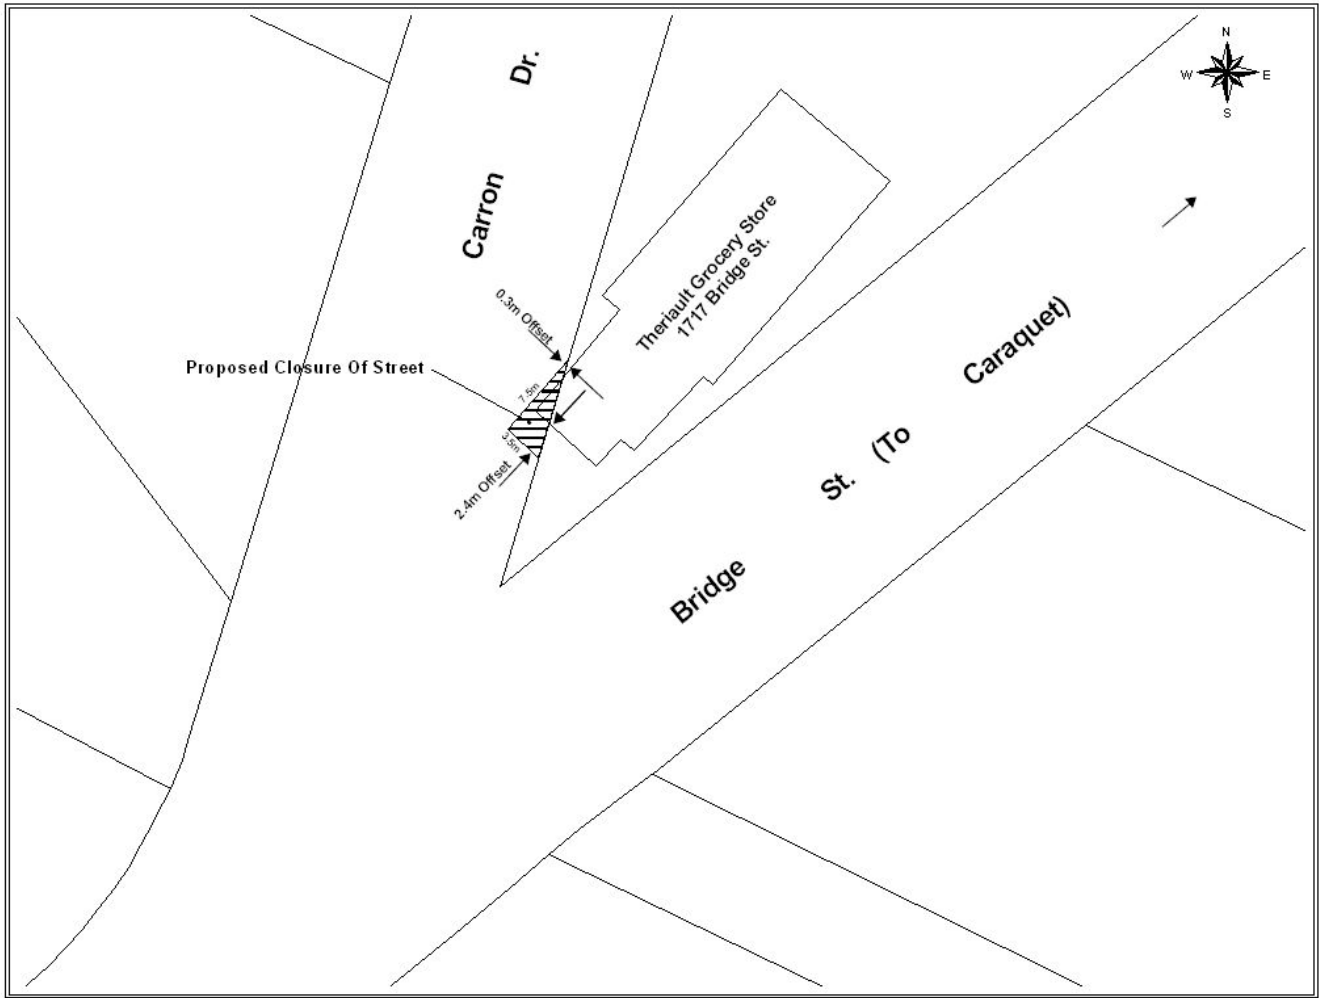 N
W E
S
Carron Dr.
Theriault Grocery Store
1717 Bridge St.
0.3m Offset
Proposed Closure Of Street
7.5m
3.5m
2.4m Offset
Bridge St. (To Caraquet)